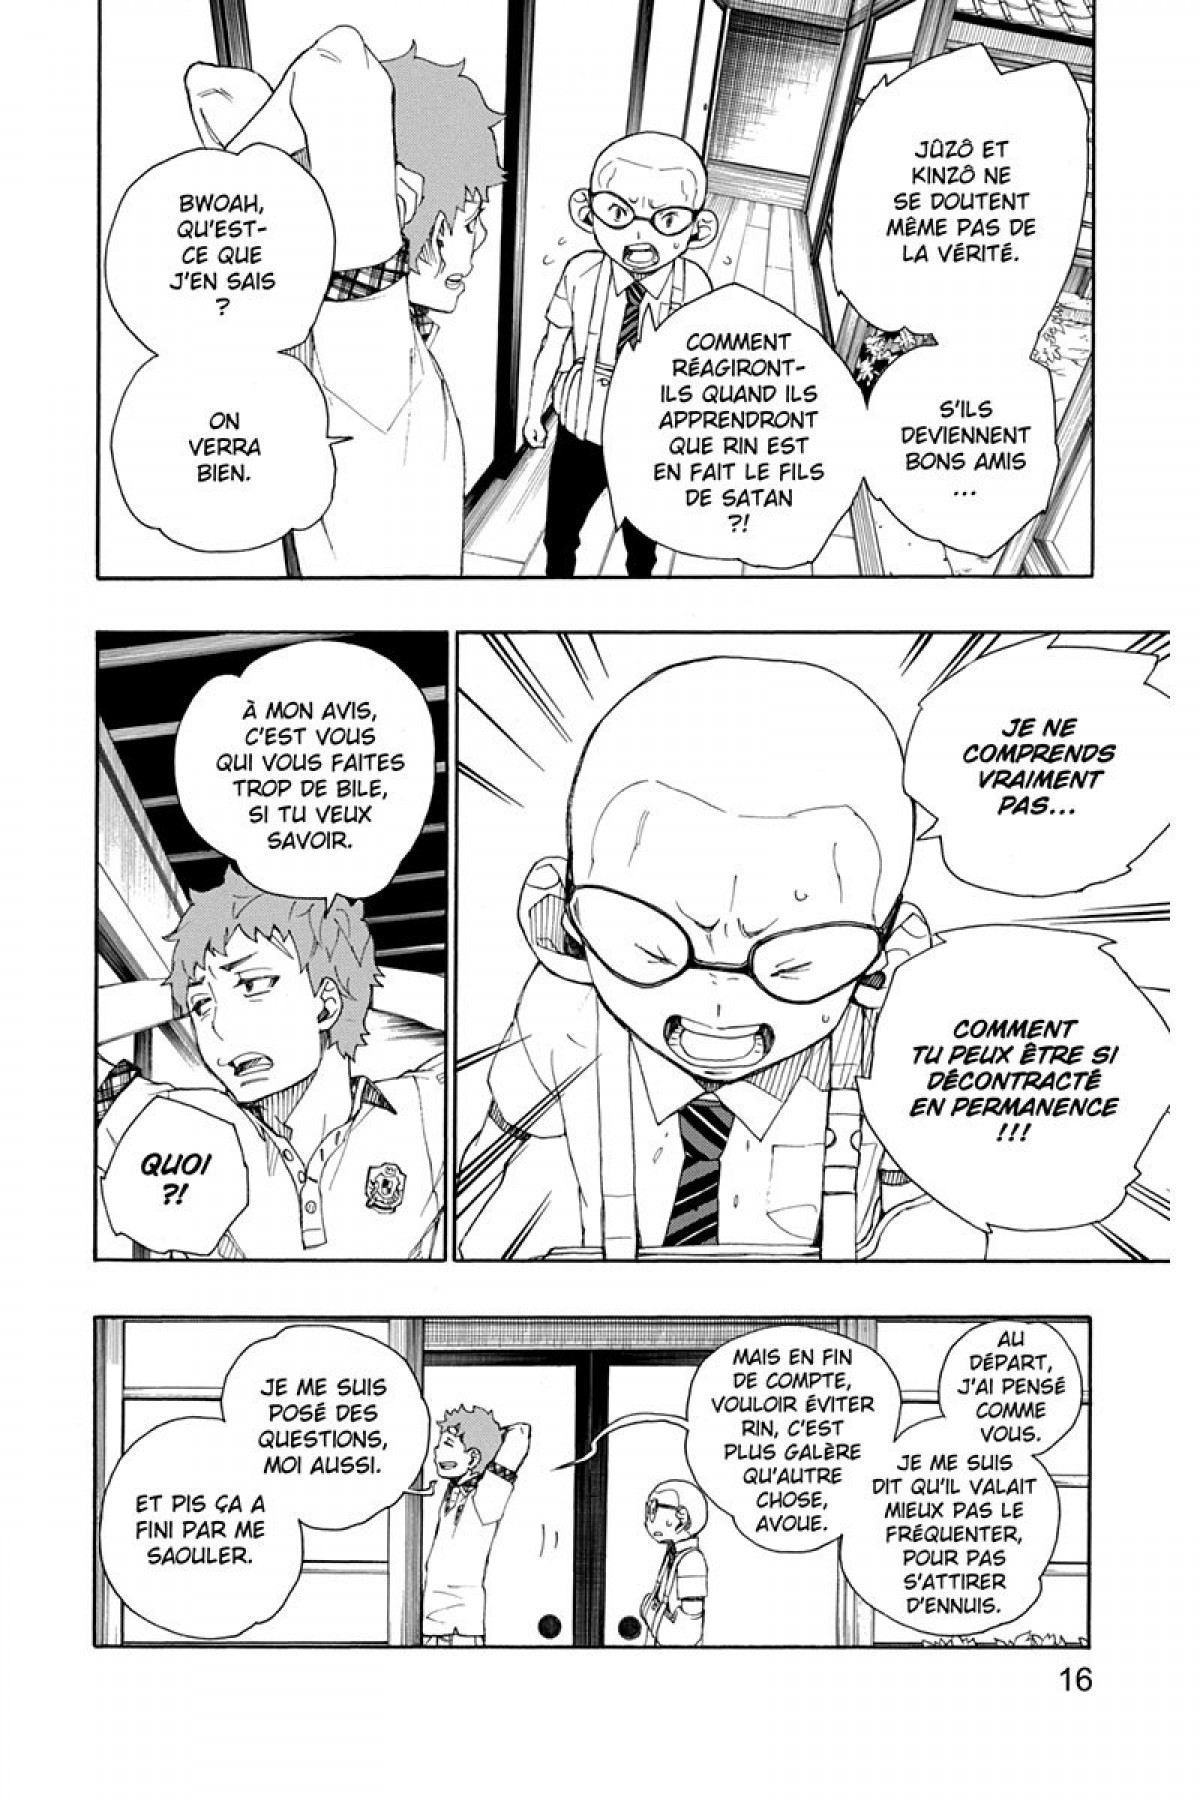 JÛZÔ ET
KINZÔ NE
SE DOUTENT
MÊME PAS DE
LA VÉRITÉ.
S'ILS
DEVIENNENT
BONS AMIS
...
COMMENT
RÉAGIRONT-
ILS QUAND ILS
APPRENDRONT
QUE RIN EST
EN FAIT LE FILS
DE SATAN
?!
BWOAH,
QU'EST-
CE QUE
J'EN SAIS
?
ON
VERRA
BIEN.
JE NE
COMPRENDS
VRAIMENT
PAS...
COMMENT
TU PEUX ÊTRE SI
DÉCONTRACTÉ
EN PERMANENCE
!!!
À MON AVIS,
C'EST VOUS
QUI VOUS FAITES
TROP DE BILE,
SI TU VEUX
SAVOIR.
QUOI
?!
AU
DÉPART,
J'AI PENSÉ
COMME
VOUS.
JE ME SUIS
DIT QU'IL VALAIT
MIEUX PAS LE
FRÉQUENTER,
POUR PAS
S'ATTIRER
D'ENNUIS.
MAIS EN FIN
DE COMPTE,
VOULOIR ÉVITER
RIN, C'EST
PLUS GALÈRE
QU'AUTRE
CHOSE,
AVOUE.
JE ME SUIS
POSÉ DES
QUESTIONS,
MOI AUSSI.
ET PIS ÇA A
FINI PAR ME
SAOULER.
16